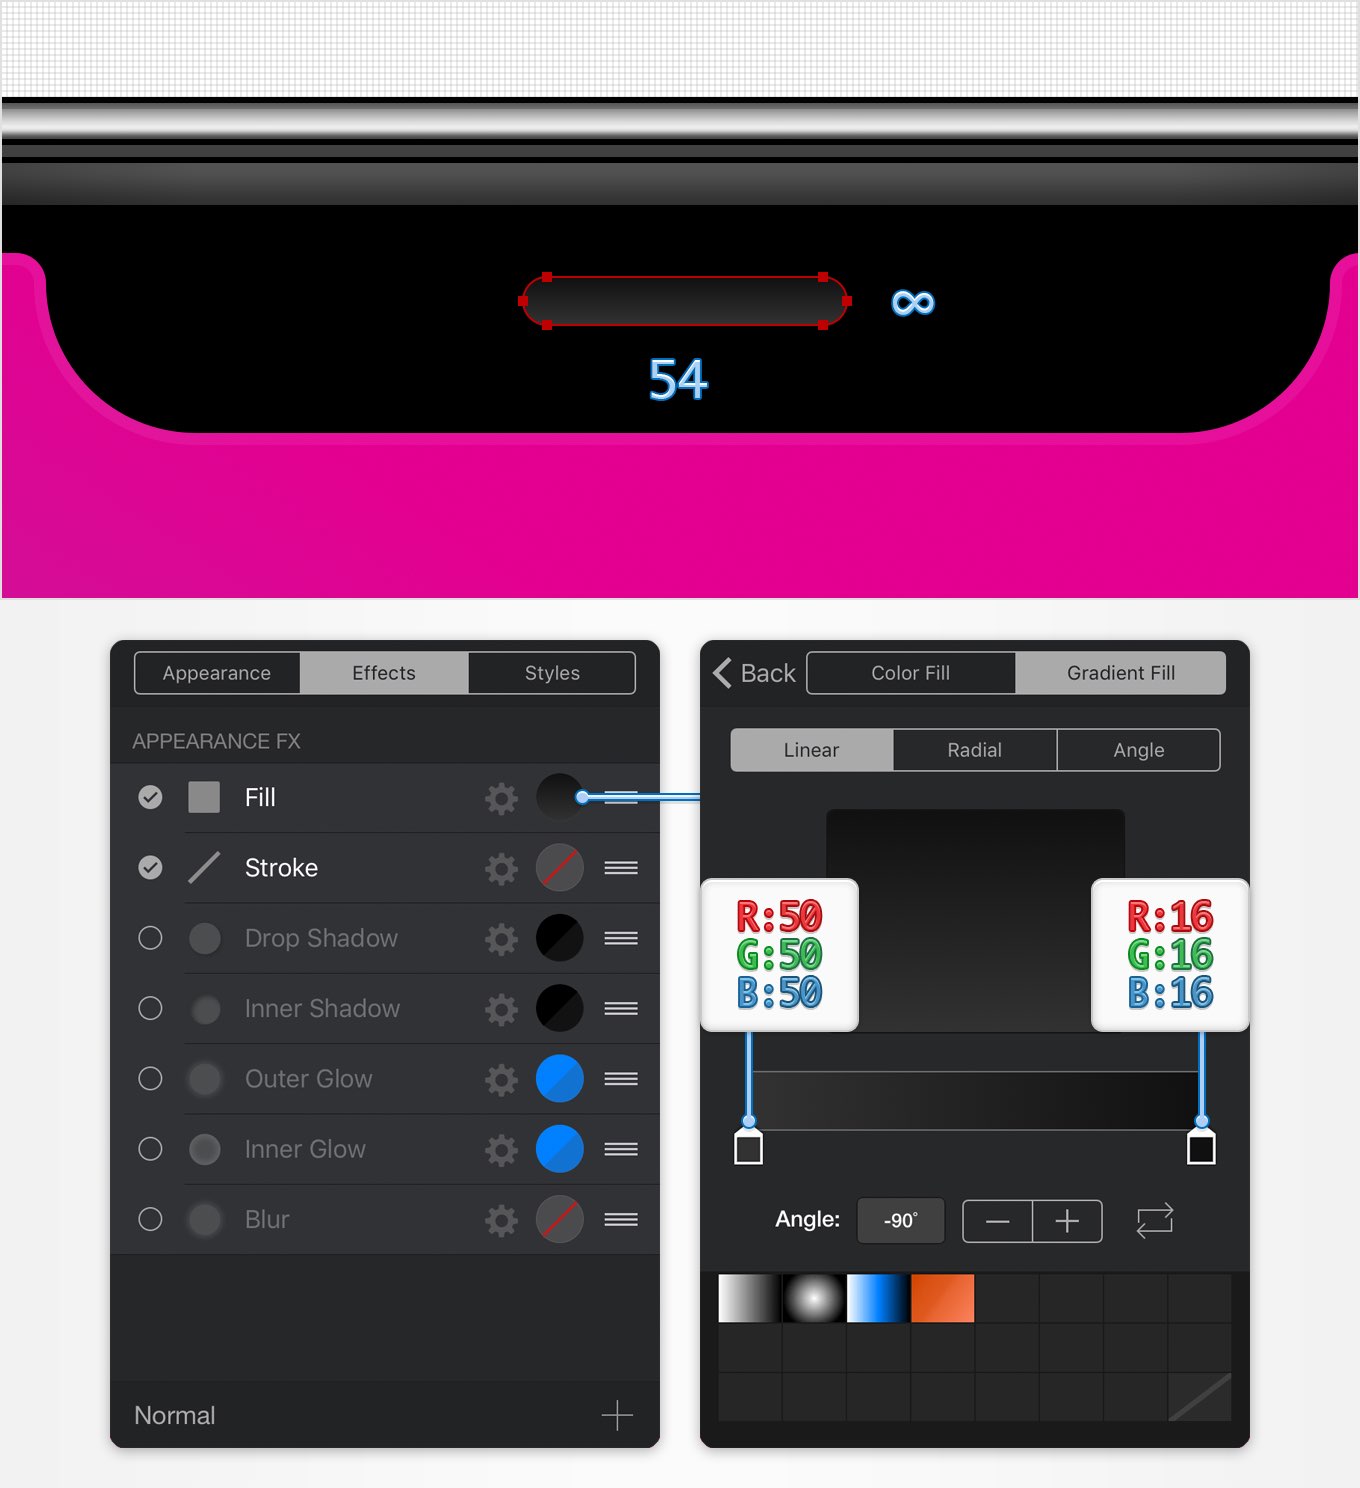 ∞
54
Appearance Effects Styles
APPEARANCE FX
Fill
Stroke
Drop Shadow
Inner Shadow
Outer Glow
Inner Glow
Blur
Normal
Back Color Fill Gradient Fill
Linear Radial Angle
R:50
G:50
B:50
R:16
G:16
B:16
Angle: -90°